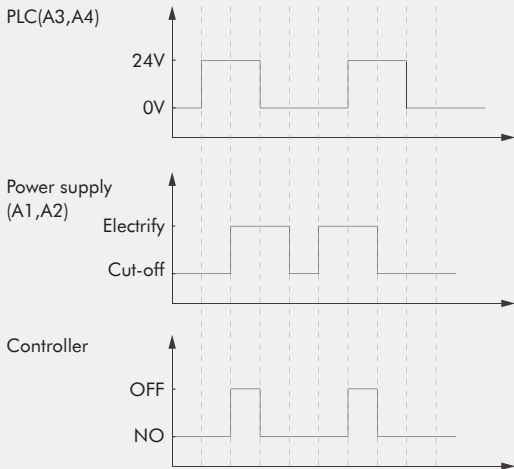 PLC(A3,A4)
24V
0V
Power supply
(A1,A2)
Electrify
Cut-off
Controller
OFF
NO